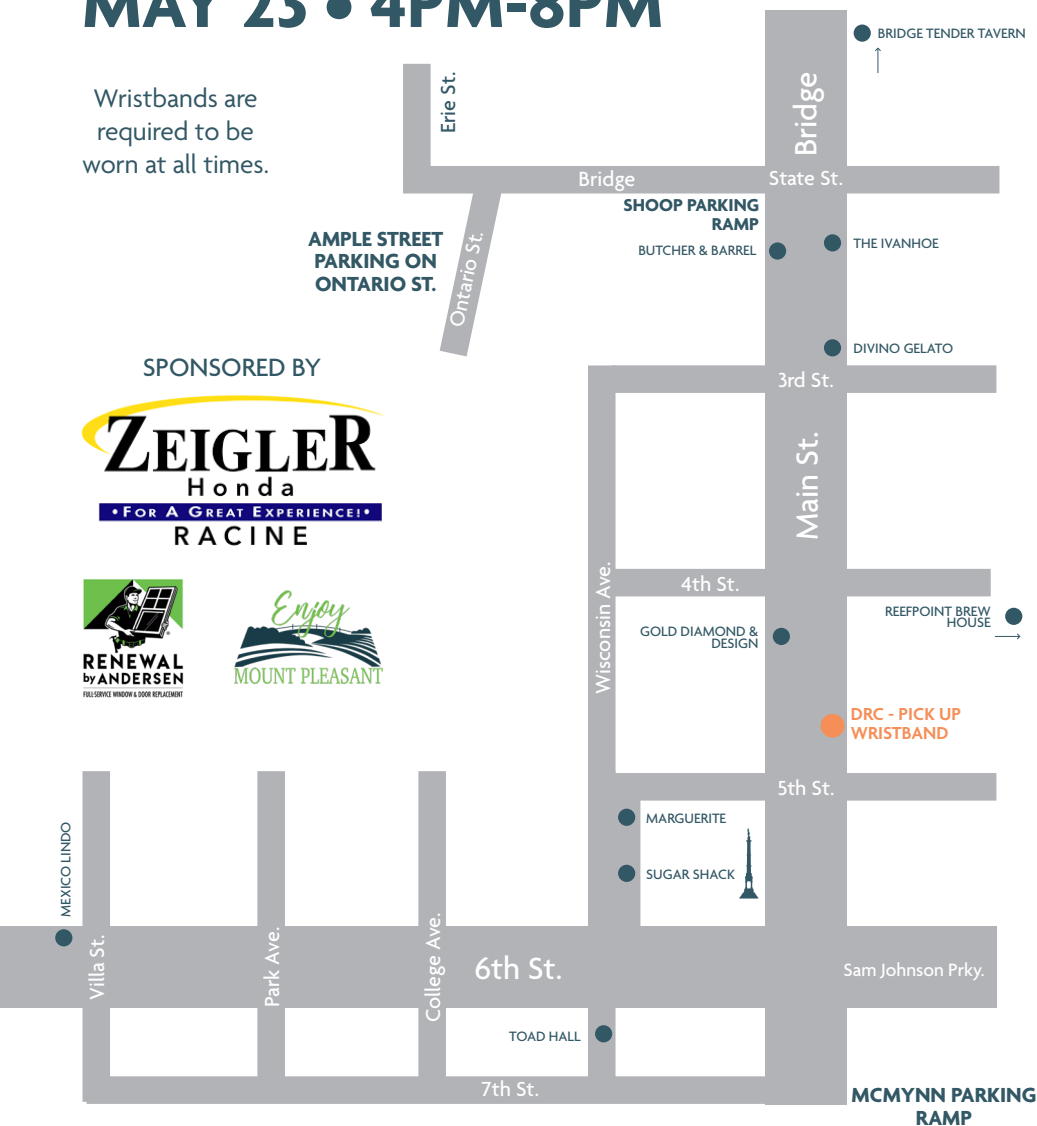 MAY 23 • 4PM-8PM
Wristbands are
required to be
worn at all times.
BRIDGE TENDER TAVERN
Erie St.
Bridge
Bridge
State St.
SHOOP PARKING
RAMP
BUTCHER & BARREL
THE IVANHOE
AMPLE STREET
PARKING ON
ONTARIO ST.
Ontario St.
DIVINO GELATO
3rd St.
SPONSORED BY
ZEIGLER
Honda
•FOR A GREAT EXPERIENCE!•
RACINE
Main St.
Wisconsin Ave.
4th St.
RENEWAL
by ANDERSEN
FULL-SERVICE WINDOW & DOOR REPLACEMENT
Enjoy
MOUNT PLEASANT
GOLD DIAMOND &
DESIGN
REEFPOINT BREW
HOUSE
DRC - PICK UP
WRISTBAND
5th St.
MARGUERITE
SUGAR SHACK
MEXICO LINDO
Villa St.
Park Ave.
College Ave.
6th St.
Sam Johnson Prky.
TOAD HALL
7th St.
MCMYNN PARKING
RAMP